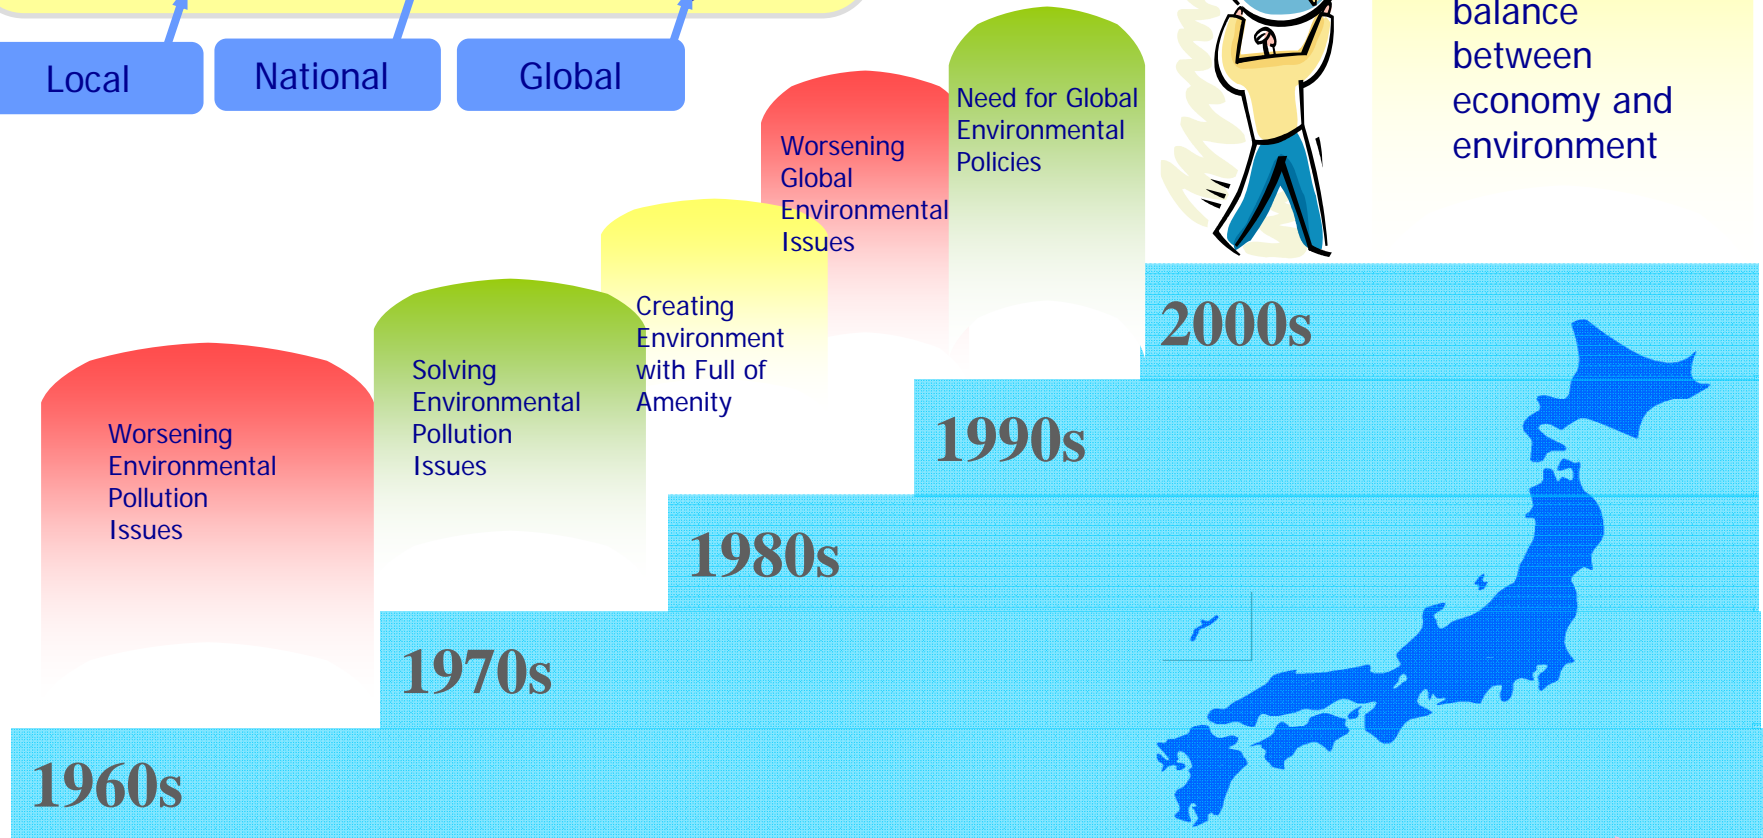 Local
National
Global
balance
between
economy and
environment
Need for Global
Environmental
Policies
Worsening
Global
Environmental
Issues
Creating
Environment
with Full of
Amenity
Solving
Environmental
Pollution
Issues
Worsening
Environmental
Pollution
Issues
2000s
1990s
1980s
1970s
1960s